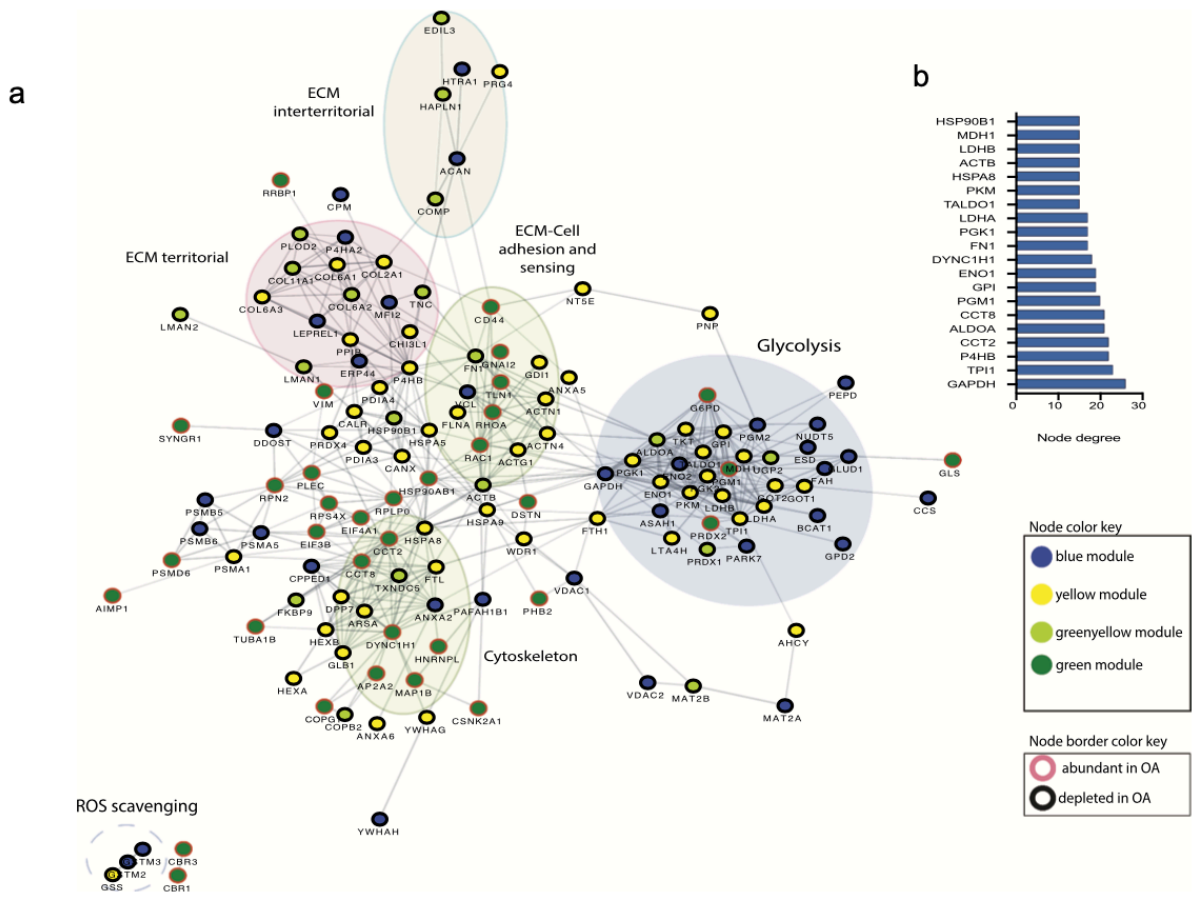 a
b
EDIL3
HTRA1
PRG4
HAPLN1
ECM
interterritorial
ACAN
COMP
RRBP1
CPM
ECM territorial
PLOD2
P4HA2
COL11A1
COL6A1
COL2A1
COL6A3
COL6A2
MFI2
TNC
LEPREL1
CHI3L1
PPIB
ERP44
P4HB
LMAN2
LMAN1
ECM-Cell
adhesion and
sensing
NT5E
PNP
CD44
FN1
GNAI2
GDI1
TLN1
ANXA5
VCL
ACTN1
FLNA
RHOA
ACTN4
RAC1
ACTG1
VIM
PDIA4
CALR
HSP90B1
HSPA5
PRDX4
PDIA3
CANX
SYNGR1
DDOST
PLEC
RPN2
HSP90AB1
ACTB
RPS4X
RPLP0
EIF4A1
EIF3B
HSPA9
DSTN
WDR1
PSMB5
PSMB6
PSMA5
PSMD6
PSMA1
AIMP1
CCT2
HSPA8
CCT8
CPPED1
TXNDC5
FTL
FKBP9
DPP7
ARSA
ANXA2
PAFAH1B1
PHB2
VDAC1
TUBA1B
HEXB
DYNC1H1
GLB1
HNRNPL
HEXA
AP2A2
MAP1B
Cytoskeleton
COPB2
ANXA6
YWHAG
CSNK2A1
YWHAH
Glycolysis
PEPD
G6PD
PGM2
NUDT5
ALDOA
TKT
GPI
ESD
PGK1
MDH1
UGP2
FAH
GAPDH
ENO1
PGM1
GOT2
GOT1
PKM
LDHB
LDHA
TPI1
FTH1
ASAH1
PRDX2
BCAT1
LTA4H
PRDX1
PARK7
GPD2
GLS
CCS
AHCY
VDAC2
MAT2B
MAT2A
ROS scavenging
GSS
CBR3
CBR1
HSP90B1
MDH1
LDHB
ACTB
HSPA8
PKM
TALDO1
LDHA
PGK1
FN1
DYNC1H1
ENO1
GPI
PGM1
CCT8
ALDOA
CCT2
P4HB
TPI1
GAPDH
0 10 20 30
Node degree
Node color key
blue module
yellow module
greenyellow module
green module
Node border color key
abundant in OA
depleted in OA